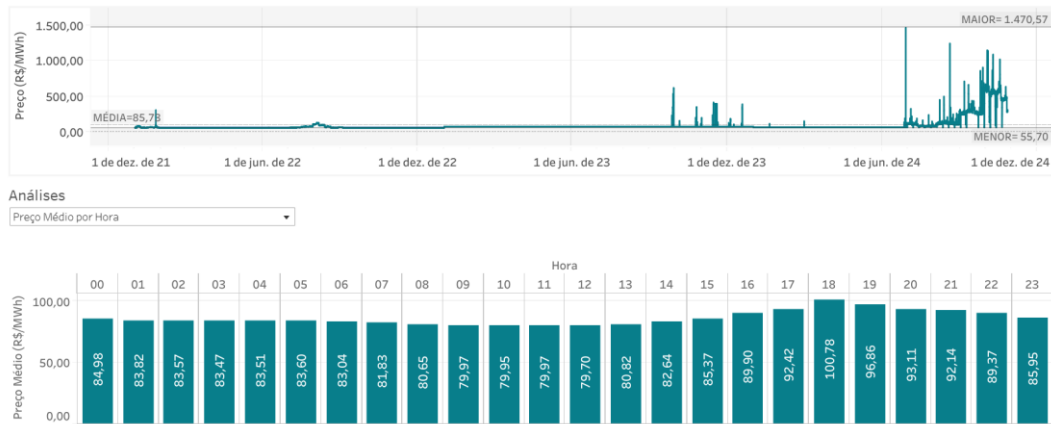 1.500,00
1.000,00
500,00
0,00
Preço (R$/MWh)
MAIOR= 1.470,57
MÉDIA=85,73
MENOR= 55,70
1 de dez. de 21 1 de jun. de 22 1 de dez. de 22 1 de jun. de 23 1 de dez. de 23 1 de jun. de 24 1 de dez. de 24
Análises
Preço Médio por Hora
Hora
00 01 02 03 04 05 06 07 08 09 10 11 12 13 14 15 16 17 18 19 20 21 22 23
100,00
50,00
0,00
Preço Médio (R$/MWh)
84,98 83,82 83,57 83,47 83,51 83,60 83,04 81,83 80,65 79,97 79,95 79,97 79,70 80,82 82,64 85,37 89,90 92,42 100,78 96,86 93,11 92,14 89,37 85,95